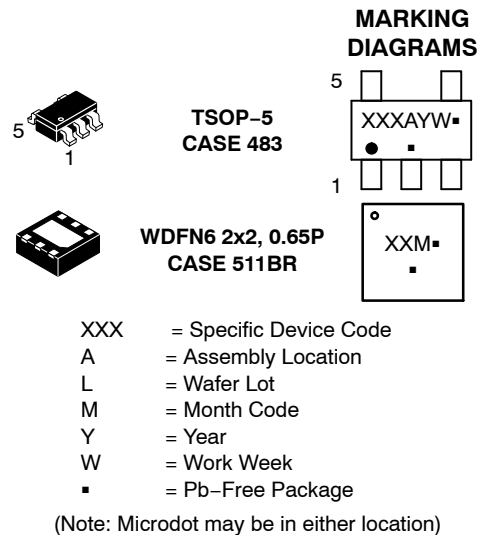 MARKING
DIAGRAMS
5
1
TSOP−5
CASE 483
5
XXXAYW▪
▪
1
WDFN6 2x2, 0.65P
CASE 511BR
XXM▪
▪
XXX = Specific Device Code
A = Assembly Location
L = Wafer Lot
M = Month Code
Y = Year
W = Work Week
▪ = Pb−Free Package
(Note: Microdot may be in either location)